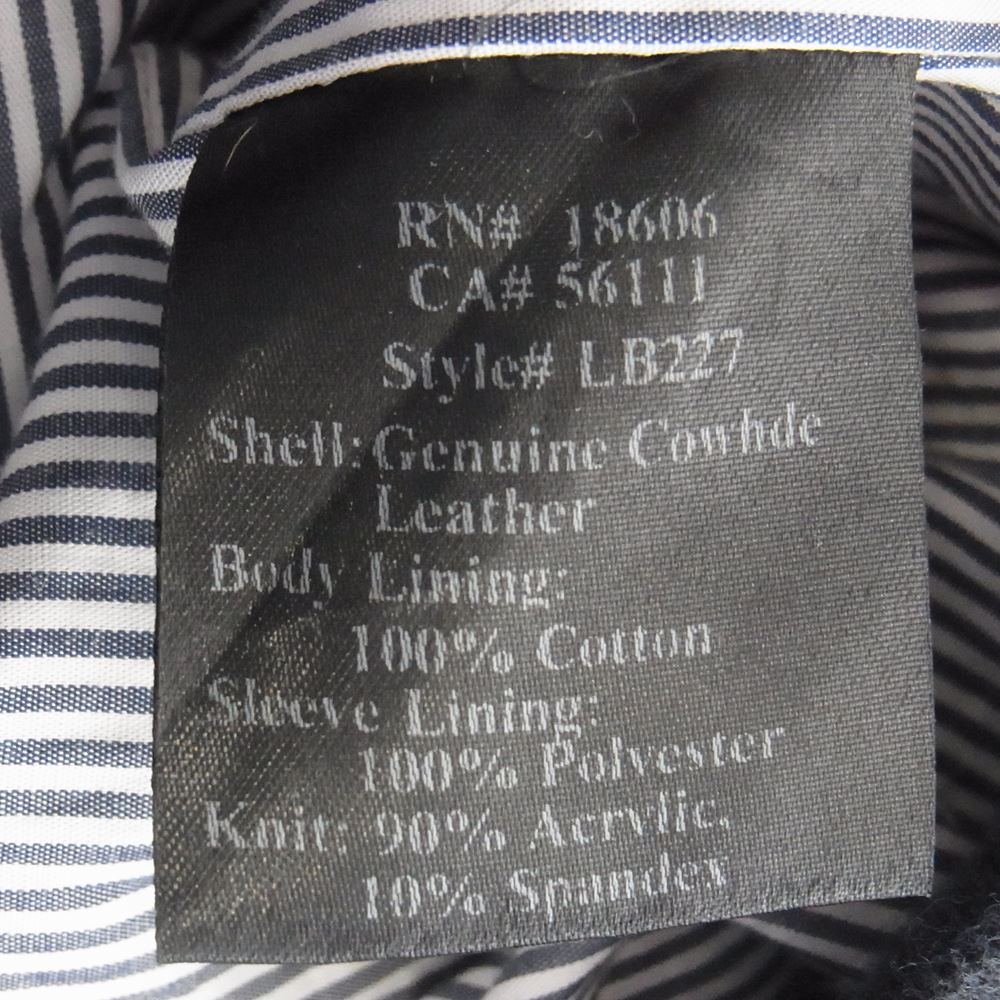 RN# 18606
CA# 56111
Style# LB227
Shell: Genuine Cowhde
Leather
Body Lining:
100% Cotton
Sleeve Lining:
100% Polyester
Knit: 90% Acrylic,
10% Spandex